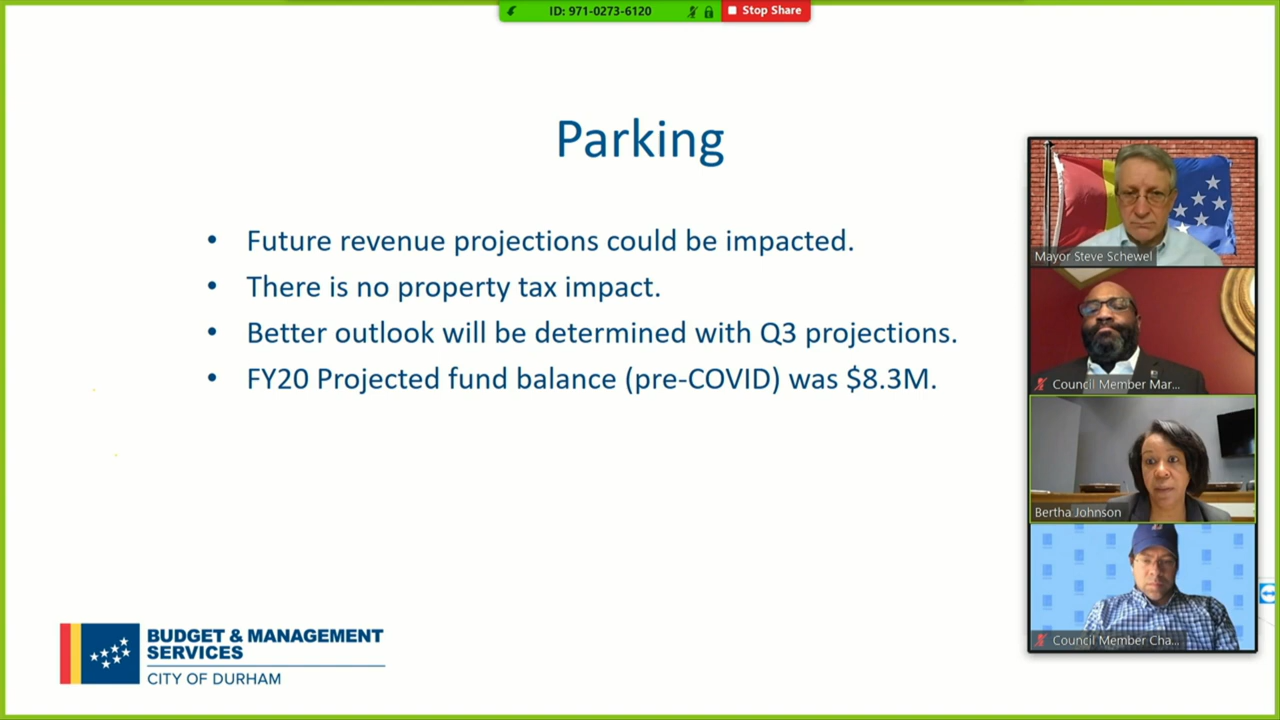 ID: 971-0273-6120
Stop Share
Parking
• Future revenue projections could be impacted.
• There is no property tax impact.
• Better outlook will be determined with Q3 projections.
• FY20 Projected fund balance (pre-COVID) was $8.3M.
Mayor Steve Schewel
Council Member Mar...
Bertha Johnson
Council Member Cha...
BUDGET & MANAGEMENT
SERVICES
CITY OF DURHAM